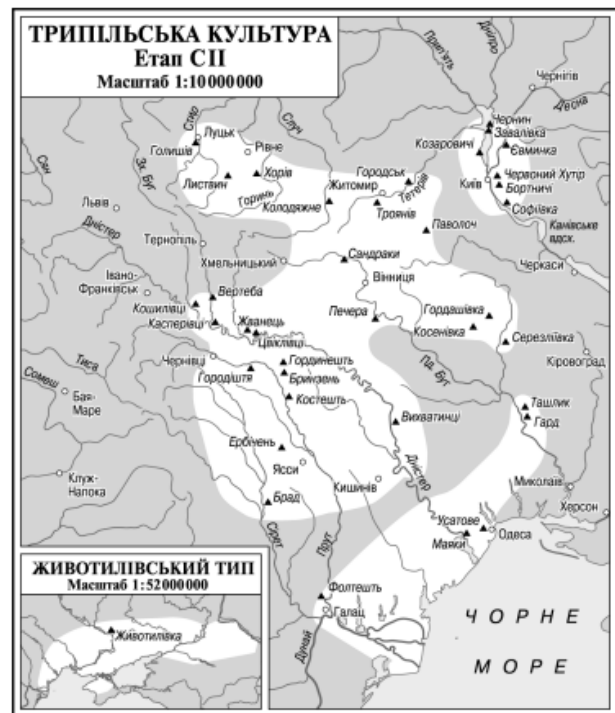 ТРИПІЛЬСЬКА КУЛЬТУРА
Етап СІІ
Масштаб 1:10000000
Прип'ять
Дніпро
Чернігів
Десна
Чернин
Завалівка
Козаровичі
Євминка
Київ
Червоний Хутір
Бортничі
Софіївка
Канівське
вдсх.
Черкаси
Стир
Случ
Луцьк
Голишів
Рівне
Хорів
Листвин
Горинь
Колодяжне
Городськ
Житомир
Тетерів
Троянів
Паволоч
Сян
Зх. Буг
Львів
Дністер
Тернопіль
Хмельницький
Сандраки
Вінниця
Івано-
Франківськ
Вертеба
Кошилівці
Касперівці
Жванець
Цвіклівці
Печера
Гордашівка
Косенівка
Серезліївка
Кіровоград
Чернівці
Городіштя
Гординешть
Бринзень
Костешть
Пд. Буг
Тиса
Сомеш
Бая-
Маре
Ташлик
Гард
Вихватинці
Ербічень
Ясси
Дністер
Клуж-
Напока
Кишинів
Миколаїв
Херсон
Брад
Усатове
Одеса
Маяки
Сірет
Прут
Фолтешть
Галац
Дунай
ЧОРНЕ
МОРЕ
ЖИВОТИЛІВСЬКИЙ ТИП
Масштаб 1:52000000
Животилівка